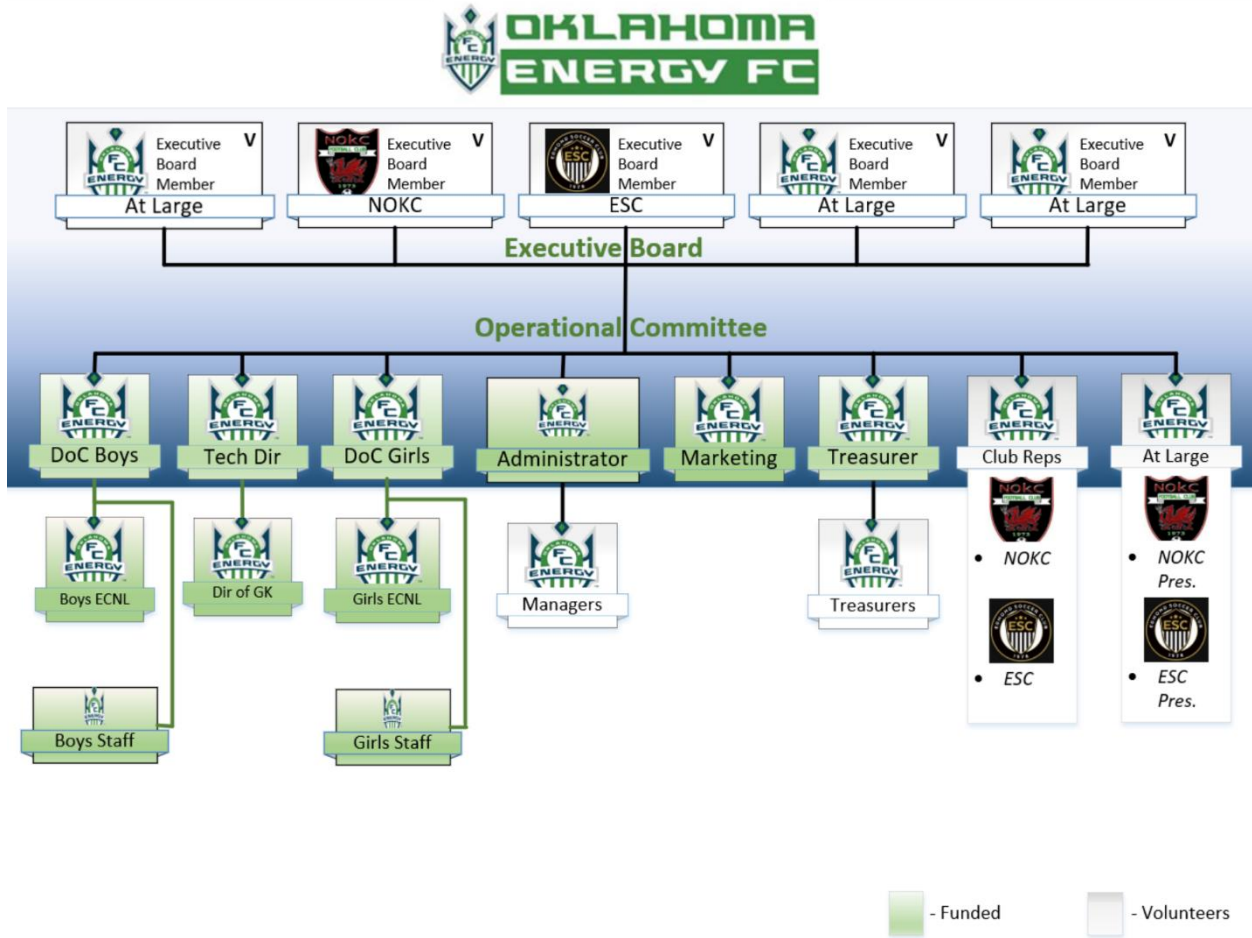 OKLAHOMA
ENERGY FC
Executive Board Member V
At Large
Executive Board Member V
NOKC
Executive Board Member V
ESC
Executive Board Member V
At Large
Executive Board Member V
At Large
Executive Board
Operational Committee
DoC Boys
Tech Dir
DoC Girls
Administrator
Marketing
Treasurer
Club Reps
At Large
Boys ECNL
Dir of GK
Girls ECNL
Managers
Treasurers
• NOKC
• NOKC
Pres.
• ESC
• ESC
Pres.
Boys Staff
Girls Staff
- Funded
- Volunteers